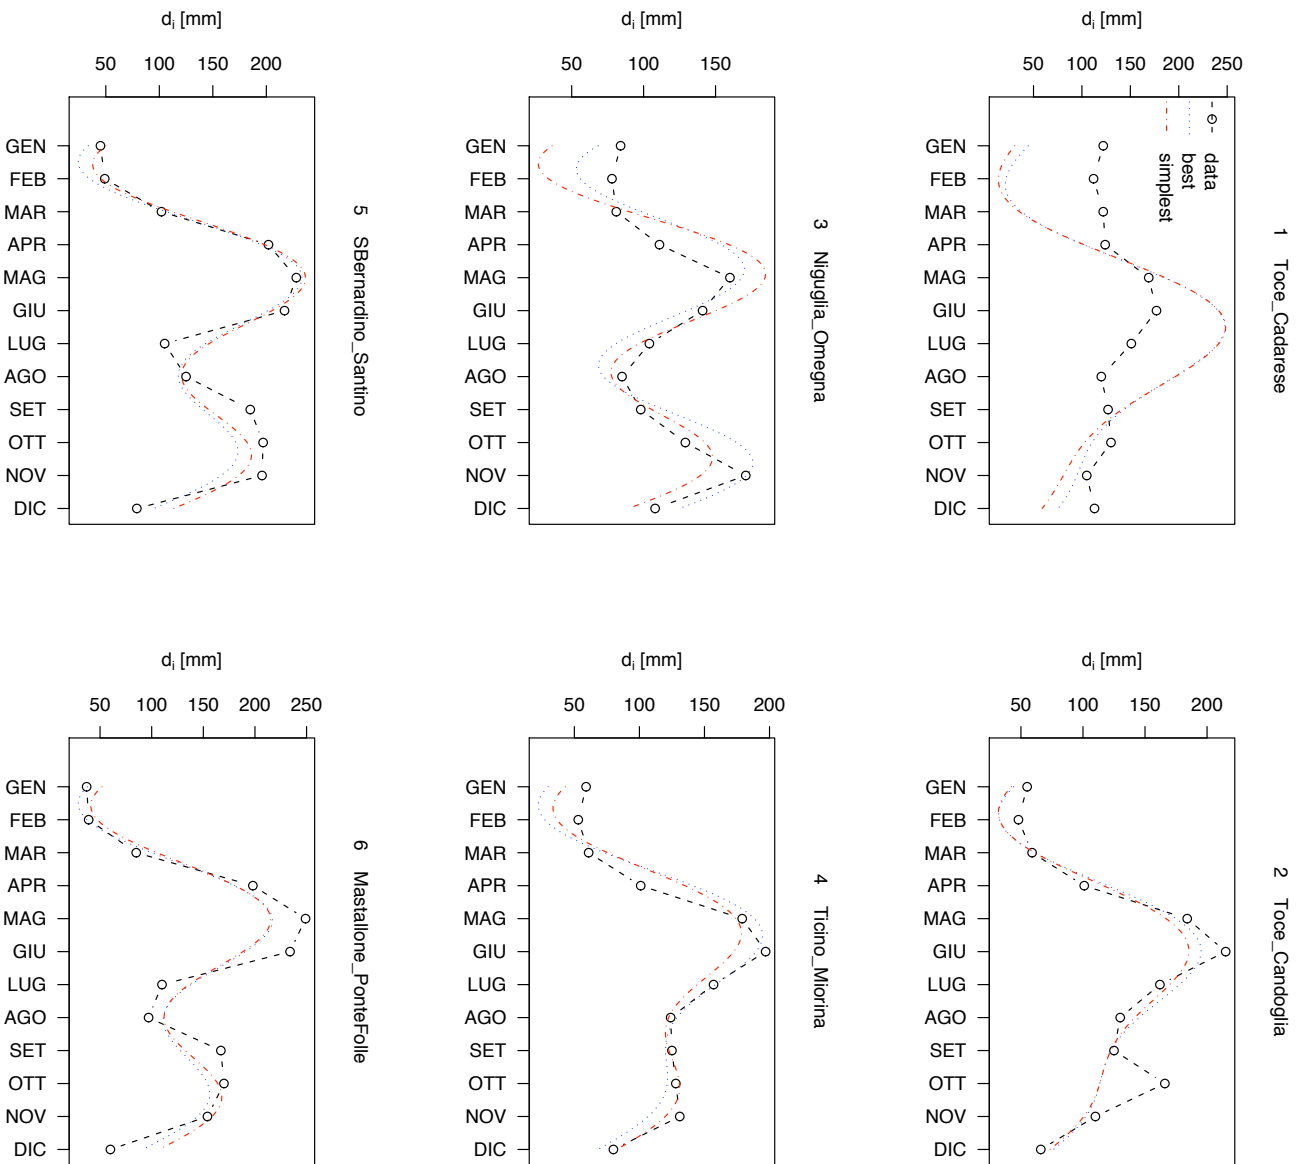 1 Toce_Cadarese
d_i [mm]
50 100 150 200 250
GEN
FEB
MAR
APR
MAG
GIU
LUG
AGO
SET
OTT
NOV
DIC
data
best
simplest
2 Toce_Candoglia
d_i [mm]
50 100 150 200
GEN
FEB
MAR
APR
MAG
GIU
LUG
AGO
SET
OTT
NOV
DIC
3 Niguglia_Omegna
d_i [mm]
50 100 150
GEN
FEB
MAR
APR
MAG
GIU
LUG
AGO
SET
OTT
NOV
DIC
4 Ticino_Miorina
d_i [mm]
50 100 150 200
GEN
FEB
MAR
APR
MAG
GIU
LUG
AGO
SET
OTT
NOV
DIC
5 SBernardino_Santino
d_i [mm]
50 100 150 200
GEN
FEB
MAR
APR
MAG
GIU
LUG
AGO
SET
OTT
NOV
DIC
6 Mastallone_PonteFolle
d_i [mm]
50 100 150 200 250
GEN
FEB
MAR
APR
MAG
GIU
LUG
AGO
SET
OTT
NOV
DIC